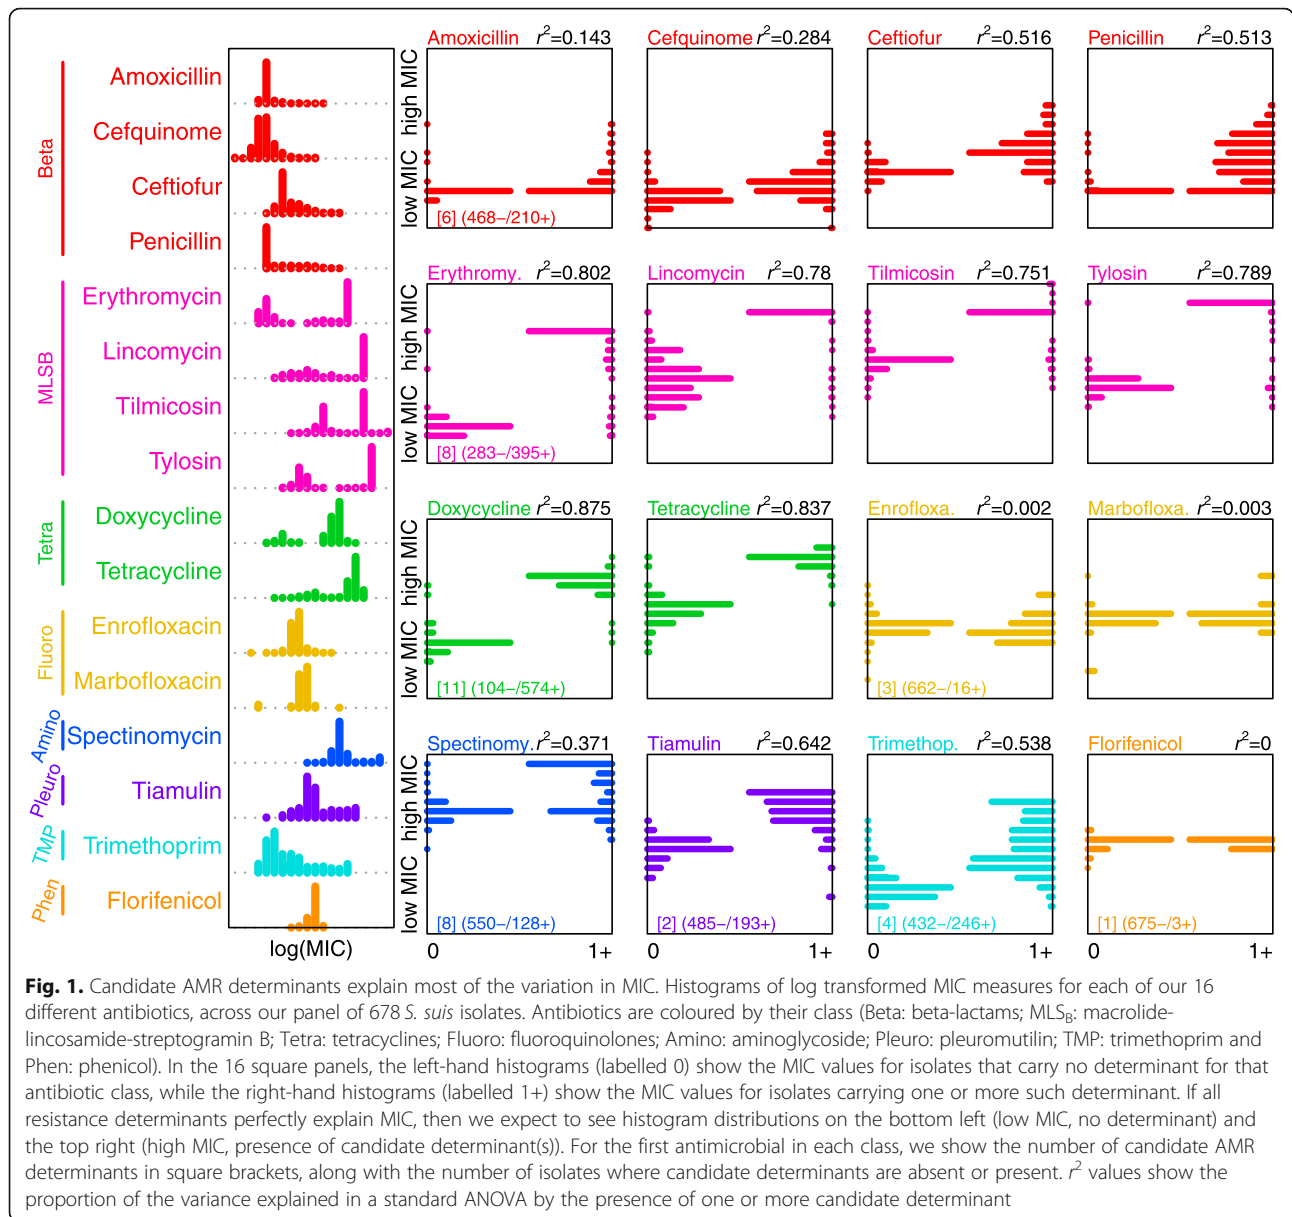 Amoxicillin r²=0.143
Cefquinome r²=0.284
Ceftiofur r²=0.516
Penicillin r²=0.513
Beta
Amoxicillin
Cefquinome
Ceftiofur
Penicillin
low MIC high MIC
[6] (468−/210+)
Erythromy. r²=0.802
Lincomycin r²=0.78
Tilmicosin r²=0.751
Tylosin r²=0.789
MLSB
Erythromycin
Lincomycin
Tilmicosin
Tylosin
low MIC high MIC
[8] (283−/395+)
Doxycycline r²=0.875
Tetracycline r²=0.837
Enrofloxa. r²=0.002
Marbofloxa. r²=0.003
Tetra
Doxycycline
Tetracycline
Fluoro
Enrofloxacin
Marbofloxacin
low MIC high MIC
[11] (104−/574+)
[3] (662−/16+)
Spectinomy. r²=0.371
Tiamulin r²=0.642
Trimethop. r²=0.538
Florifenicol r²=0
Amino
Spectinomycin
Pleuro
Tiamulin
TMP
Trimethoprim
Phen
Florifenicol
low MIC high MIC
[8] (550−/128+)
[2] (485−/193+)
[4] (432−/246+)
[1] (675−/3+)
log(MIC)
0 1+ 0 1+ 0 1+ 0 1+
Fig. 1. Candidate AMR determinants explain most of the variation in MIC. Histograms of log transformed MIC measures for each of our 16
different antibiotics, across our panel of 678 S. suis isolates. Antibiotics are coloured by their class (Beta: beta-lactams; MLSB: macrolide-
lincosamide-streptogramin B; Tetra: tetracyclines; Fluoro: fluoroquinolones; Amino: aminoglycoside; Pleuro: pleuromutilin; TMP: trimethoprim and
Phen: phenicol). In the 16 square panels, the left-hand histograms (labelled 0) show the MIC values for isolates that carry no determinant for that
antibiotic class, while the right-hand histograms (labelled 1+) show the MIC values for isolates carrying one or more such determinant. If all
resistance determinants perfectly explain MIC, then we expect to see histogram distributions on the bottom left (low MIC, no determinant) and
the top right (high MIC, presence of candidate determinant(s)). For the first antimicrobial in each class, we show the number of candidate AMR
determinants in square brackets, along with the number of isolates where candidate determinants are absent or present. r² values show the
proportion of the variance explained in a standard ANOVA by the presence of one or more candidate determinant